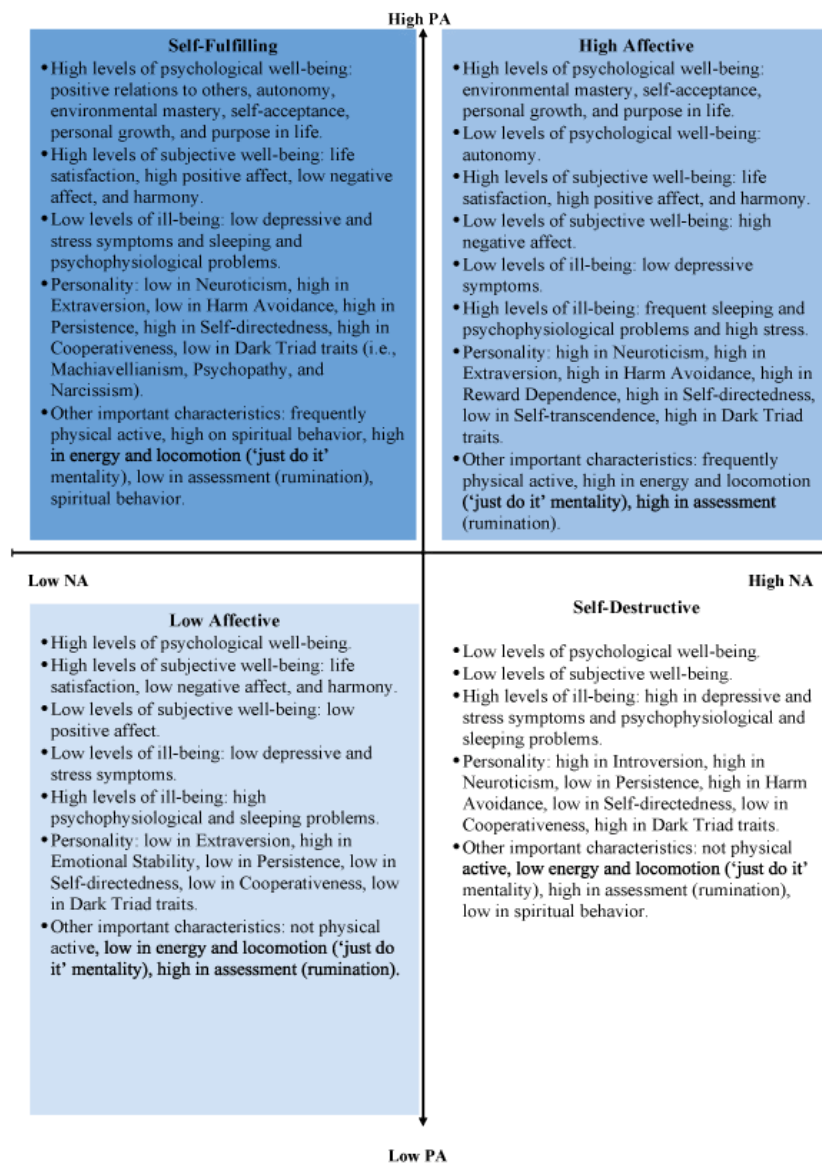 High PA
Self-Fulfilling
•High levels of psychological well-being:
positive relations to others, autonomy,
environmental mastery, self-acceptance,
personal growth, and purpose in life.
•High levels of subjective well-being: life
satisfaction, high positive affect, low negative
affect, and harmony.
•Low levels of ill-being: low depressive and
stress symptoms and sleeping and
psychophysiological problems.
•Personality: low in Neuroticism, high in
Extraversion, low in Harm Avoidance, high in
Persistence, high in Self-directedness, high in
Cooperativeness, low in Dark Triad traits (i.e.,
Machiavellianism, Psychopathy, and
Narcissism).
•Other important characteristics: frequently
physical active, high on spiritual behavior, high
in energy and locomotion (‘just do it’
mentality), low in assessment (rumination),
spiritual behavior.
High Affective
•High levels of psychological well-being:
environmental mastery, self-acceptance,
personal growth, and purpose in life.
•Low levels of psychological well-being:
autonomy.
•High levels of subjective well-being: life
satisfaction, high positive affect, and harmony.
•Low levels of subjective well-being: high
negative affect.
•Low levels of ill-being: low depressive
symptoms.
•High levels of ill-being: frequent sleeping and
psychophysiological problems and high stress.
•Personality: high in Neuroticism, high in
Extraversion, high in Harm Avoidance, high in
Reward Dependence, high in Self-directedness,
low in Self-transcendence, high in Dark Triad
traits.
•Other important characteristics: frequently
physical active, high in energy and locomotion
(‘just do it’ mentality), high in assessment
(rumination).
Low NA
High NA
Low Affective
•High levels of psychological well-being.
•High levels of subjective well-being: life
satisfaction, low negative affect, and harmony.
•Low levels of subjective well-being: low
positive affect.
•Low levels of ill-being: low depressive and
stress symptoms.
•High levels of ill-being: high
psychophysiological and sleeping problems.
•Personality: low in Extraversion, high in
Emotional Stability, low in Persistence, low in
Self-directedness, low in Cooperativeness, low
in Dark Triad traits.
•Other important characteristics: not physical
active, low in energy and locomotion (‘just do
it’ mentality), high in assessment (rumination).
Self-Destructive
•Low levels of psychological well-being.
•Low levels of subjective well-being.
•High levels of ill-being: high in depressive and
stress symptoms and psychophysiological and
sleeping problems.
•Personality: high in Introversion, high in
Neuroticism, low in Persistence, high in Harm
Avoidance, low in Self-directedness, low in
Cooperativeness, high in Dark Triad traits.
•Other important characteristics: not physical
active, low energy and locomotion (‘just do it’
mentality), high in assessment (rumination),
low in spiritual behavior.
Low PA